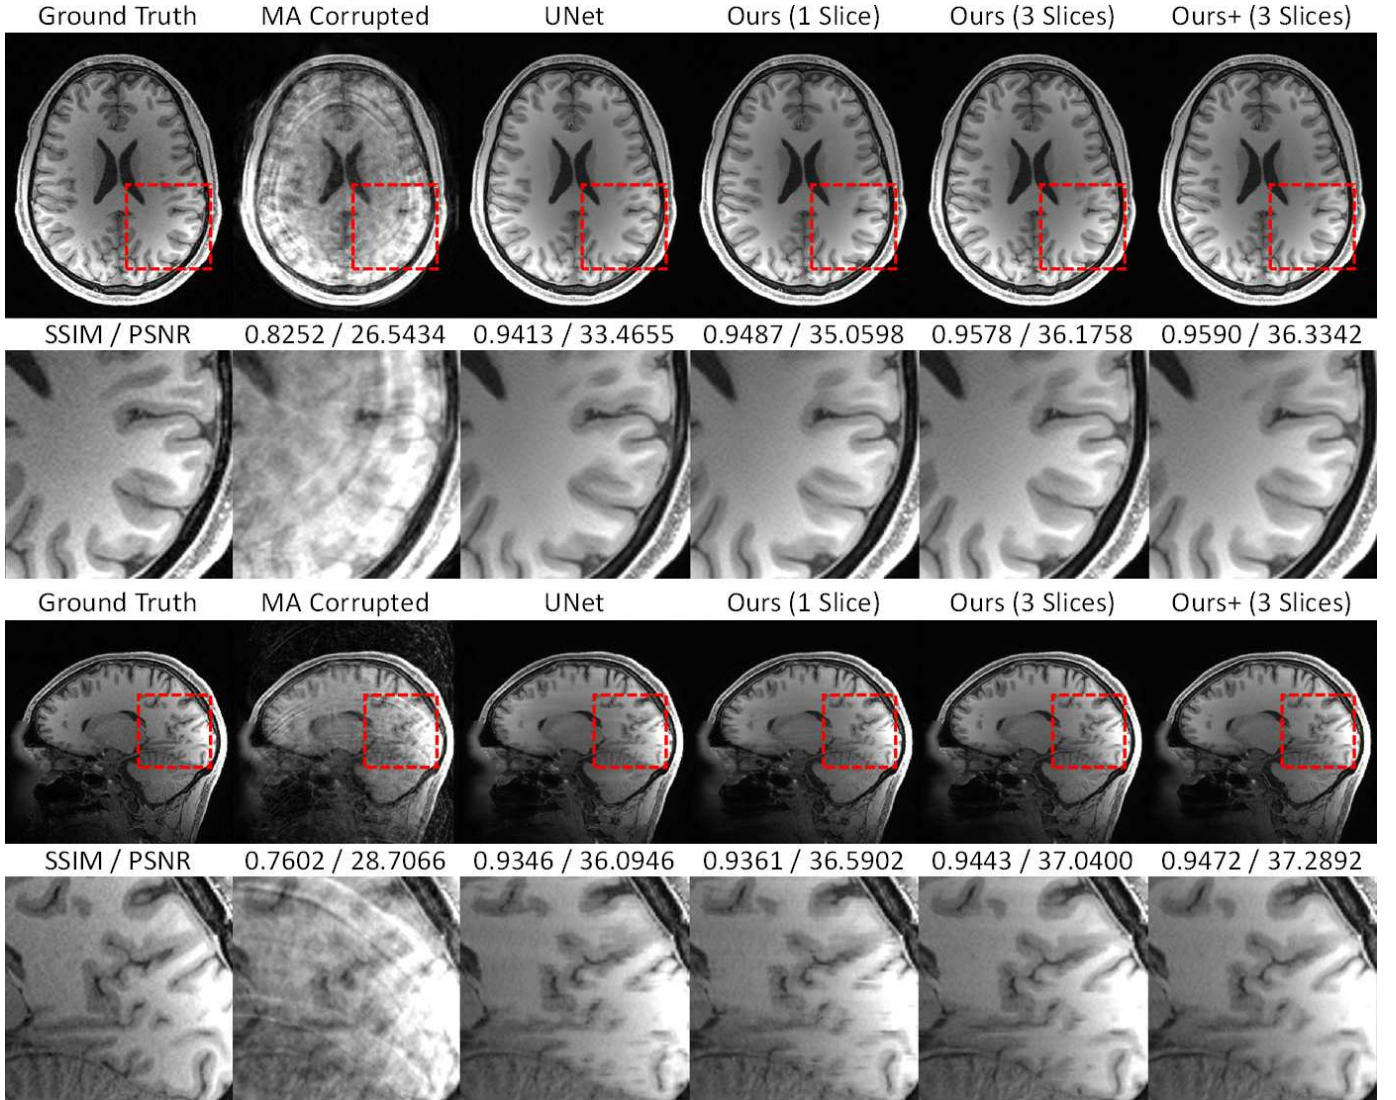 Ground Truth MA Corrupted UNet Ours (1 Slice) Ours (3 Slices) Ours+ (3 Slices)
SSIM / PSNR 0.8252 / 26.5434 0.9413 / 33.4655 0.9487 / 35.0598 0.9578 / 36.1758 0.9590 / 36.3342
Ground Truth MA Corrupted UNet Ours (1 Slice) Ours (3 Slices) Ours+ (3 Slices)
SSIM / PSNR 0.7602 / 28.7066 0.9346 / 36.0946 0.9361 / 36.5902 0.9443 / 37.0400 0.9472 / 37.2892